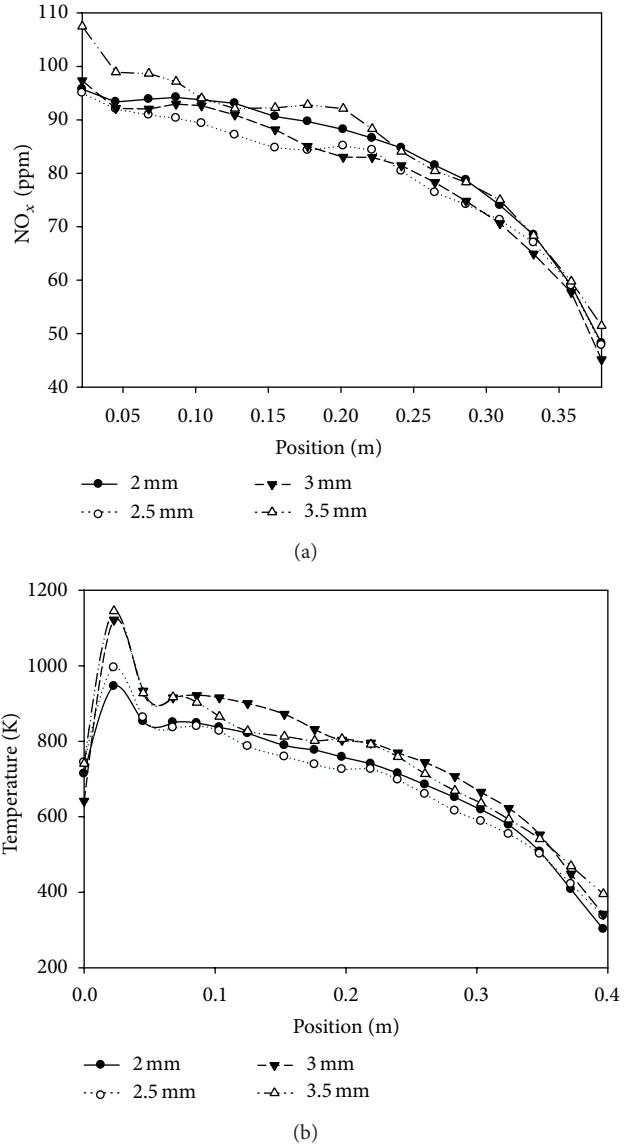 110
100
90
80
70
60
50
40
NOx (ppm)
0.05 0.10 0.15 0.20 0.25 0.30 0.35
Position (m)
2 mm 3 mm
2.5 mm 3.5 mm
(a)
1200
1000
800
600
400
200
Temperature (K)
0.0 0.1 0.2 0.3 0.4
Position (m)
2 mm 3 mm
2.5 mm 3.5 mm
(b)